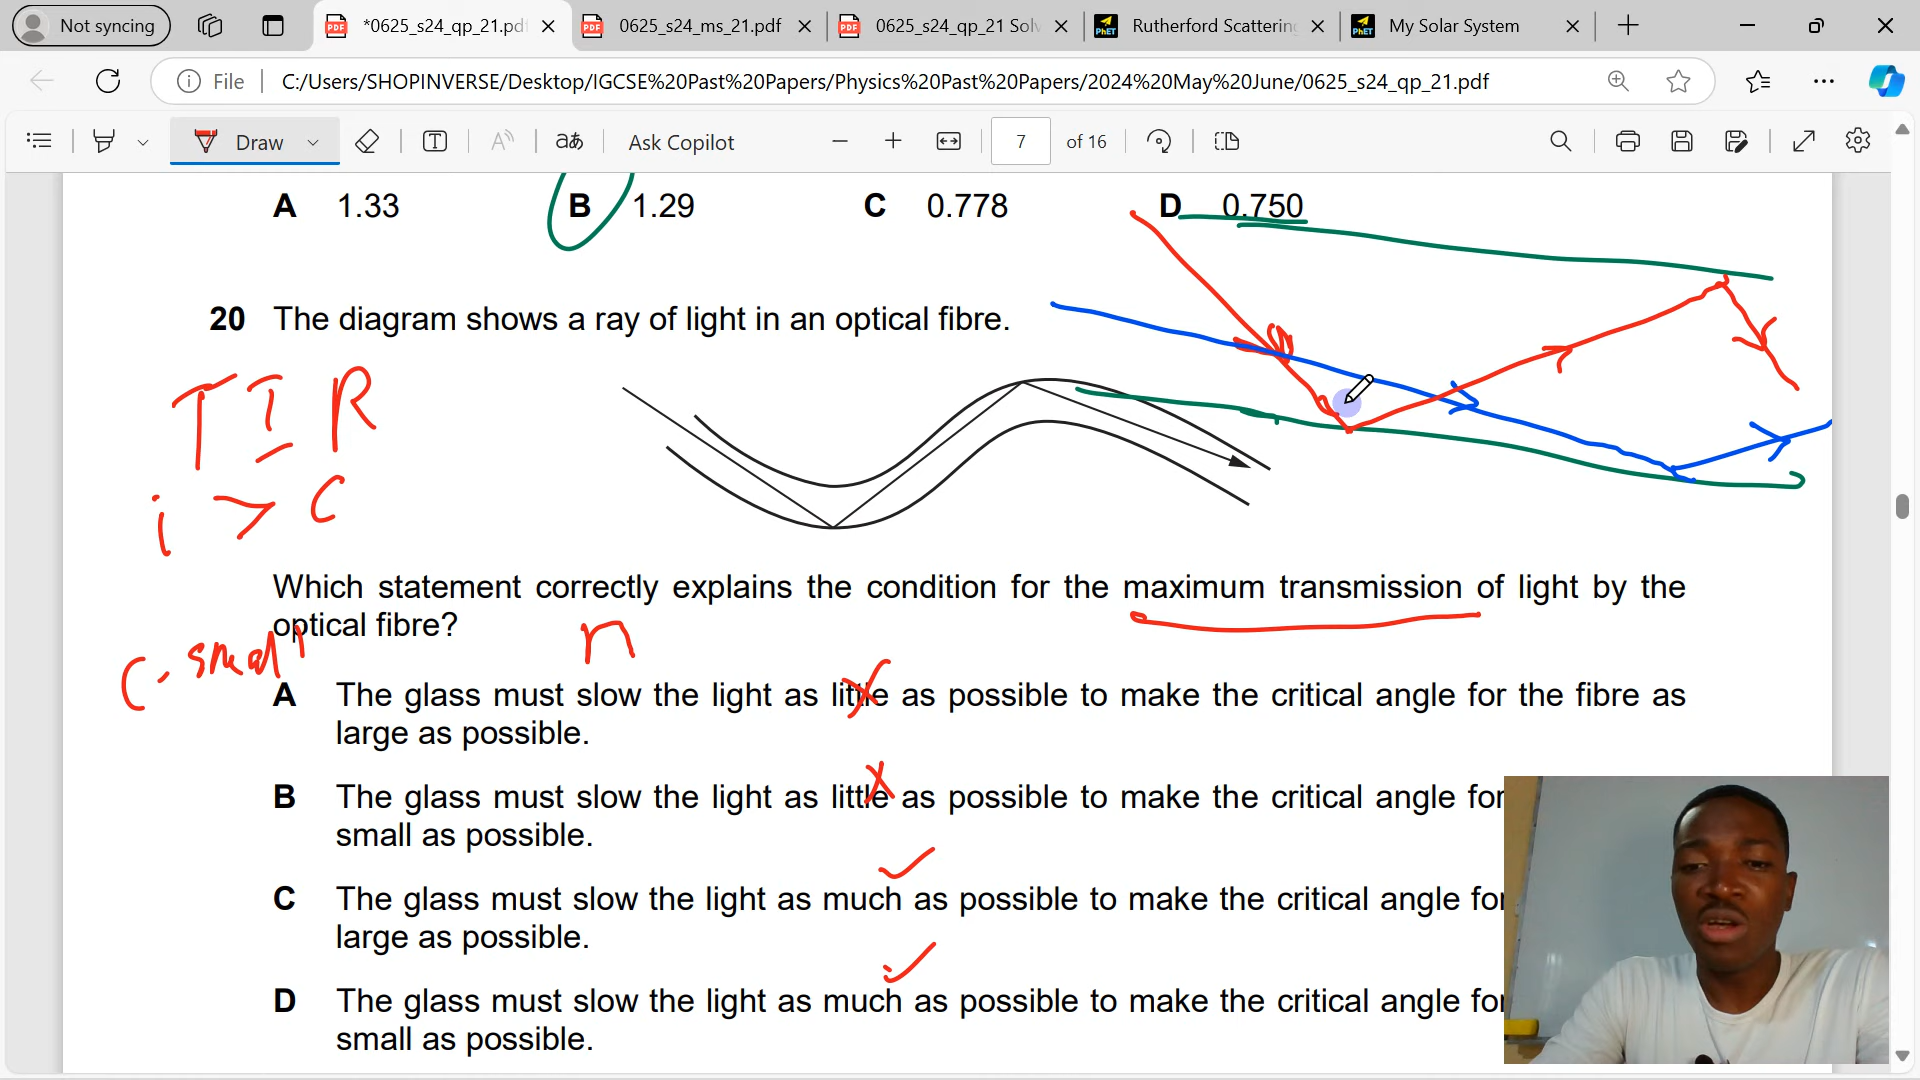 Not syncing
*0625_s24_qp_21.pdf
0625_s24_ms_21.pdf
0625_s24_qp_21 Solv
Rutherford Scattering
My Solar System
File
C:/Users/SHOPINVERSE/Desktop/IGCSE%20Past%20Papers/Physics%20Past%20Papers/2024%20May%20June/0625_s24_qp_21.pdf
Draw
Ask Copilot
7
of 16
A 1.33 B 1.29 C 0.778 D 0.750
20 The diagram shows a ray of light in an optical fibre.
T I R
i > C
Which statement correctly explains the condition for the maximum transmission of light by the
optical fibre?
n
C. small
A The glass must slow the light as little as possible to make the critical angle for the fibre as
large as possible.
B The glass must slow the light as little as possible to make the critical angle for
small as possible.
C The glass must slow the light as much as possible to make the critical angle for
large as possible.
D The glass must slow the light as much as possible to make the critical angle for
small as possible.